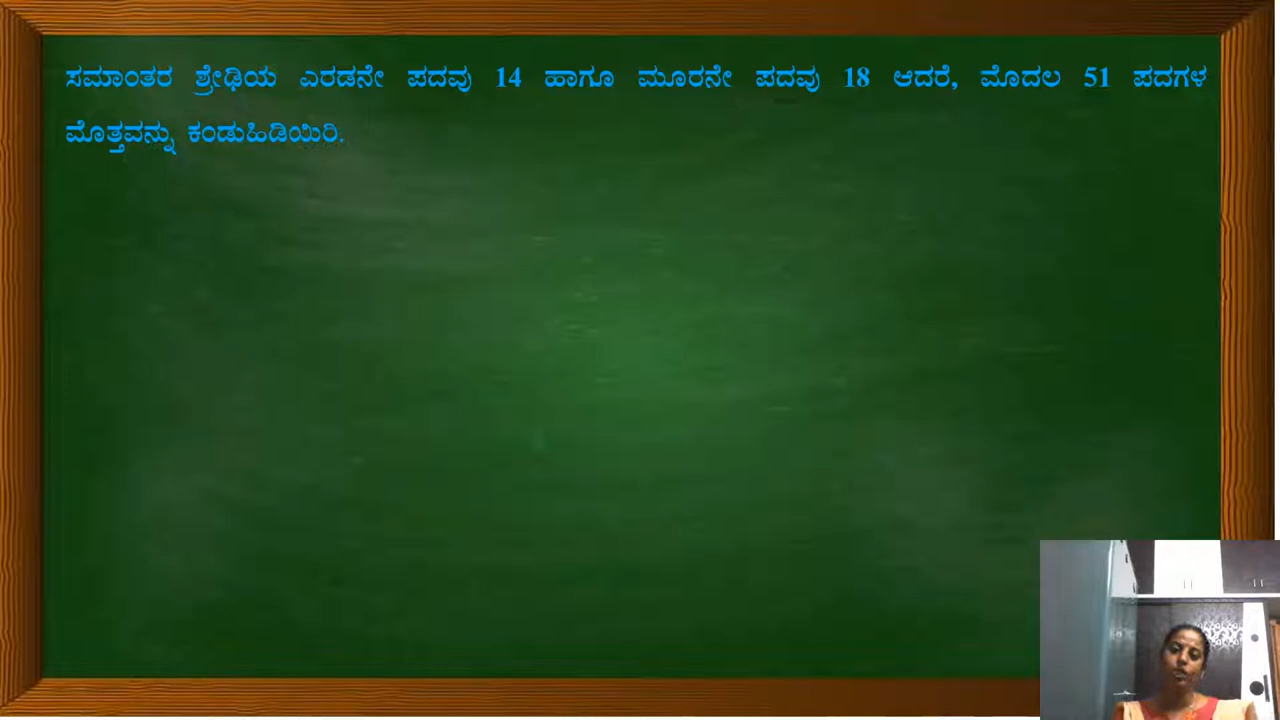 ಸಮಾಂತರ ಶ್ರೇಢಿಯ ಎರಡನೇ ಪದವು 14 ಹಾಗೂ ಮೂರನೇ ಪದವು 18 ಆದರೆ, ಮೊದಲ 51 ಪದಗಳ
ಮೊತ್ತವನ್ನು ಕಂಡುಹಿಡಿಯಿರಿ.